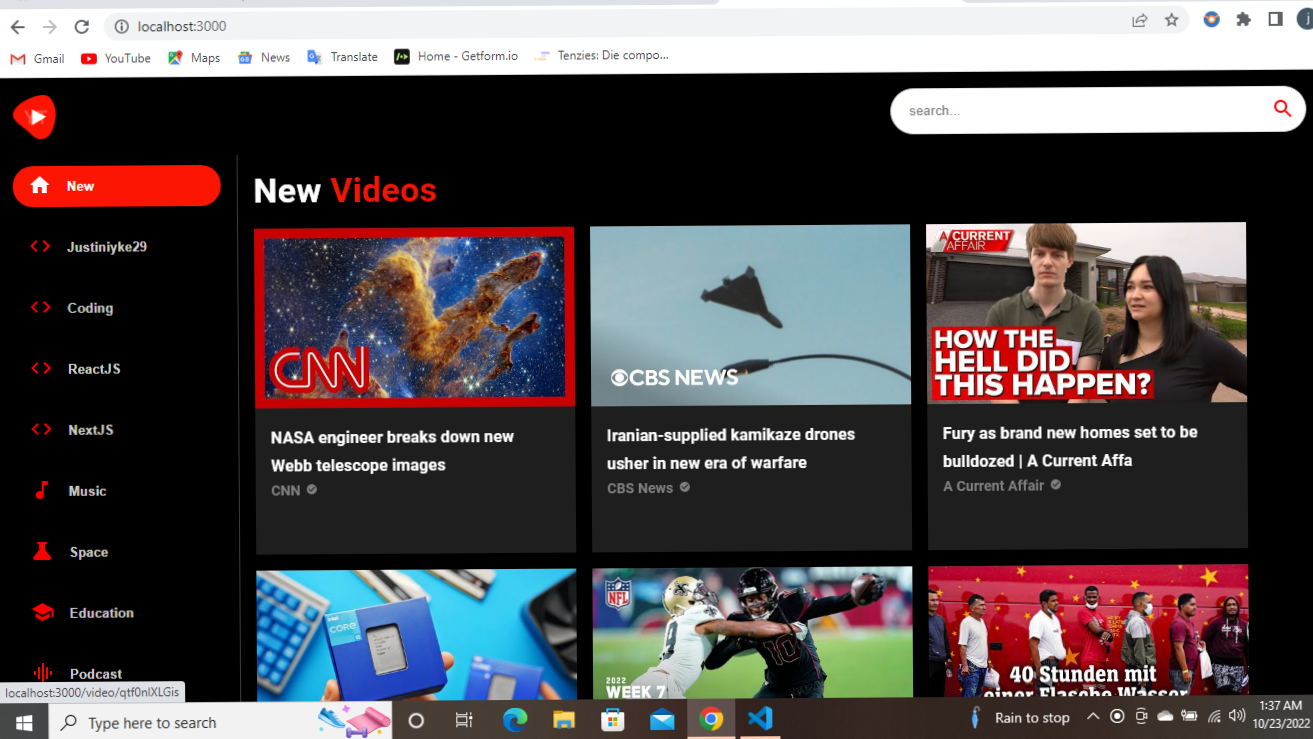 localhost:3000
Gmail
YouTube
Maps
News
Translate
Home - Getform.io
Tenzies: Die compo...
search...
New
Justiniyke29
Coding
ReactJS
NextJS
Music
Space
Education
Podcast
New Videos
CNN
NASA engineer breaks down new
Webb telescope images
CNN
CBS NEWS
Iranian-supplied kamikaze drones
usher in new era of warfare
CBS News
A CURRENT
AFFAIR
HOW THE
HELL DID
THIS HAPPEN?
Fury as brand new homes set to be
bulldozed | A Current Affa
A Current Affair
intel
CORE
NFL
10
2022
WEEK 7
40 Stunden mit
einer Flasche Wasser
localhost:3000/video/qtf0nIXLGis
Type here to search
Rain to stop
1:37 AM
10/23/2022